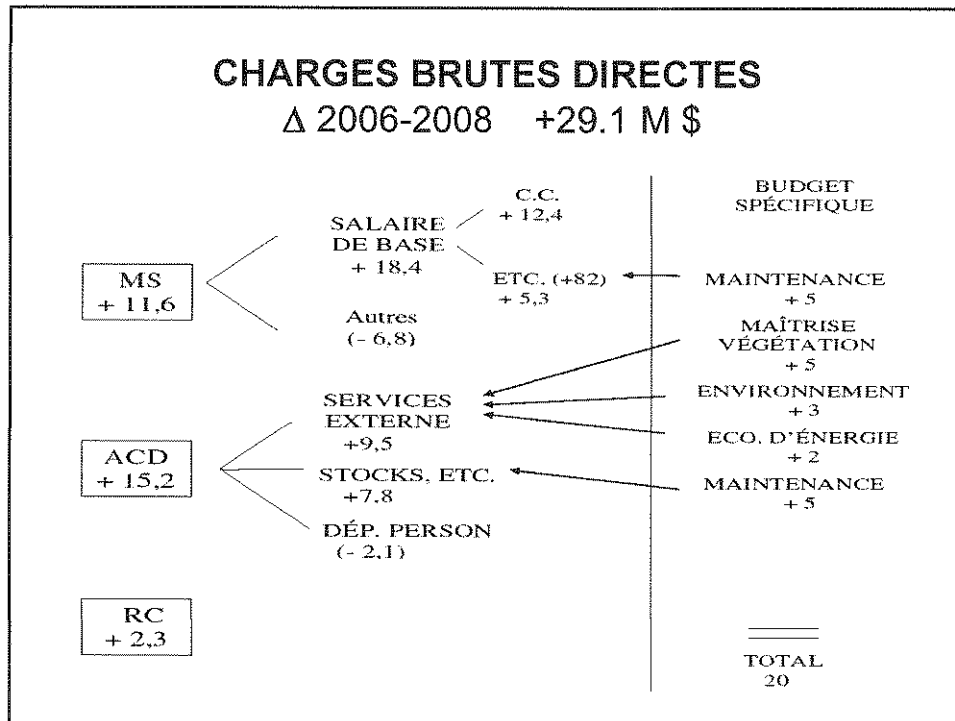 CHARGES BRUTES DIRECTES
Δ 2006-2008 +29.1 M $
MS
+ 11,6
SALAIRE
DE BASE
+ 18,4
C.C.
+ 12,4
ETC. (+82)
+ 5,3
Autres
(- 6,8)
ACD
+ 15,2
SERVICES
EXTERNE
+9,5
STOCKS, ETC.
+7,8
DÉP. PERSON
(- 2,1)
RC
+ 2,3
BUDGET
SPÉCIFIQUE
MAINTENANCE
+ 5
MAÎTRISE
VÉGÉTATION
+ 5
ENVIRONNEMENT
+ 3
ECO. D'ÉNERGIE
+ 2
MAINTENANCE
+ 5
TOTAL
20